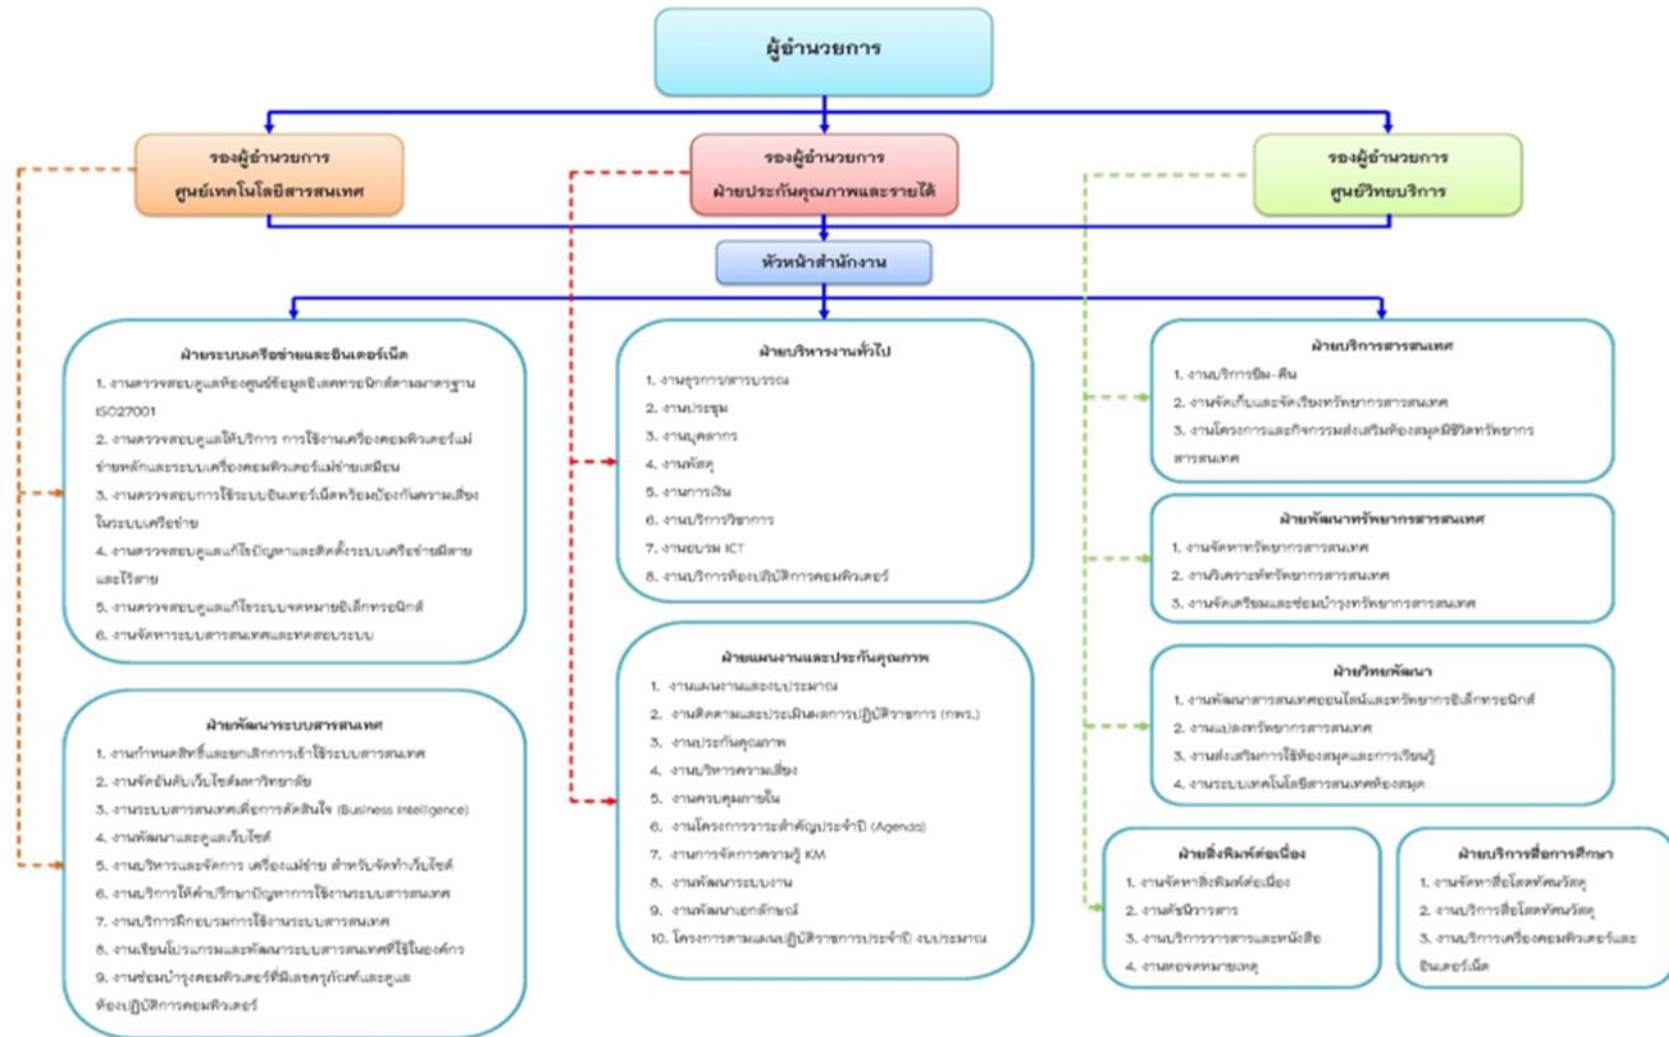 ผู้อำนวยการ
รองผู้อำนวยการ
ศูนย์เทคโนโลยีสารสนเทศ
รองผู้อำนวยการ
ฝ่ายประกันคุณภาพและรายได้
รองผู้อำนวยการ
ศูนย์วิทยบริการ
หัวหน้าสำนักงาน
ฝ่ายระบบเครือข่ายและอินเตอร์เน็ต
1. งานตรวจสอบดูแลห้องศูนย์ข้อมูลอิเลคทรอนิกส์ตามมาตรฐาน
ISO27001
2. งานตรวจสอบดูแลให้บริการ การใช้งานเครื่องคอมพิวเตอร์แม่
ข่ายหลักและระบบเครื่องคอมพิวเตอร์แม่ข่ายเสมือน
3. งานตรวจสอบการใช้ระบบอินเทอร์เน็ตพร้อมป้องกันความเสี่ยง
ในระบบเครือข่าย
4. งานตรวจสอบดูแลแก้ไขปัญหาและติดตั้งระบบเครือข่ายมีสาย
และไร้สาย
5. งานตรวจสอบดูแลแก้ไขระบบจดหมายอิเล็กทรอนิกส์
6. งานจัดหาระบบสารสนเทศและทดสอบระบบ
ฝ่ายพัฒนาระบบสารสนเทศ
1. งานกำหนดสิทธิ์และยกเลิกการเข้าใช้ระบบสารสนเทศ
2. งานจัดอันดับเว็บไซต์มหาวิทยาลัย
3. งานระบบสารสนเทศเพื่อการตัดสินใจ (Business Intelligence)
4. งานพัฒนาและดูแลเว็บไซต์
5. งานบริหารและจัดการ เครื่องแม่ข่าย สำหรับจัดทำเว็บไซต์
6. งานบริการให้คำปรึกษาปัญหาการใช้งานระบบสารสนเทศ
7. งานบริการฝึกอบรมการใช้งานระบบสารสนเทศ
8. งานเขียนโปรแกรมและพัฒนาระบบสารสนเทศที่ใช้ในองค์กร
9. งานซ่อมบำรุงคอมพิวเตอร์ที่มีเลขครุภัณฑ์และดูแล
ห้องปฏิบัติการคอมพิวเตอร์
ฝ่ายบริหารงานทั่วไป
1. งานธุรการ/สารบรรณ
2. งานประชุม
3. งานบุคลากร
4. งานพัสดุ
5. งานการเงิน
6. งานบริการวิชาการ
7. งานอบรม ICT
8. งานบริการห้องปฏิบัติการคอมพิวเตอร์
ฝ่ายแผนงานและประกันคุณภาพ
1. งานแผนงานและงบประมาณ
2. งานติดตามและประเมินผลการปฏิบัติราชการ (กพร.)
3. งานประกันคุณภาพ
4. งานบริหารความเสี่ยง
5. งานควบคุมภายใน
6. งานโครงการวาระสำคัญประจำปี (Agenda)
7. งานการจัดการความรู้ KM
8. งานพัฒนาระบบงาน
9. งานพัฒนาเอกลักษณ์
10. โครงการตามแผนปฏิบัติราชการประจำปี งบประมาณ
ฝ่ายบริการสารสนเทศ
1. งานบริการยืม-คืน
2. งานจัดเก็บและจัดเรียงทรัพยากรสารสนเทศ
3. งานโครงการและกิจกรรมส่งเสริมห้องสมุดมีชีวิตทรัพยากร
สารสนเทศ
ฝ่ายพัฒนาทรัพยากรสารสนเทศ
1. งานจัดหาทรัพยากรสารสนเทศ
2. งานวิเคราะห์ทรัพยากรสารสนเทศ
3. งานจัดเตรียมและซ่อมบำรุงทรัพยากรสารสนเทศ
ฝ่ายวิทยพัฒนา
1. งานพัฒนาสารสนเทศออนไลน์และทรัพยากรอิเล็กทรอนิกส์
2. งานแปลงทรัพยากรสารสนเทศ
3. งานส่งเสริมการใช้ห้องสมุดและการเรียนรู้
4. งานระบบเทคโนโลยีสารสนเทศห้องสมุด
ฝ่ายสิ่งพิมพ์ต่อเนื่อง
1. งานจัดหาสิ่งพิมพ์ต่อเนื่อง
2. งานดัชนีวารสาร
3. งานบริการวารสารและหนังสือ
4. งานหอจดหมายเหตุ
ฝ่ายบริการสื่อการศึกษา
1. งานจัดหาสื่อโสตทัศนวัสดุ
2. งานบริการสื่อโสตทัศนวัสดุ
3. งานบริการเครื่องคอมพิวเตอร์และ
อินเตอร์เน็ต